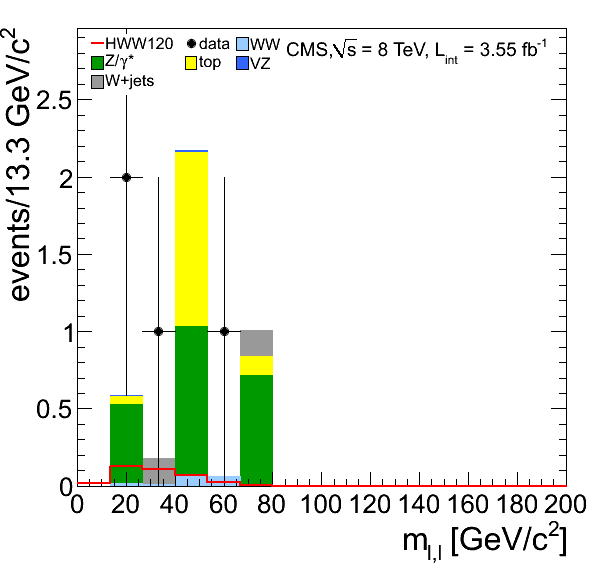 HWW120 data WW CMS,√s = 8 TeV, L_int = 3.55 fb⁻¹
Z/γ* top VZ
W+jets
events/13.3 GeV/c²
2.5
2
1.5
1
0.5
0
0 20 40 60 80 100 120 140 160 180 200
m_l,l [GeV/c²]